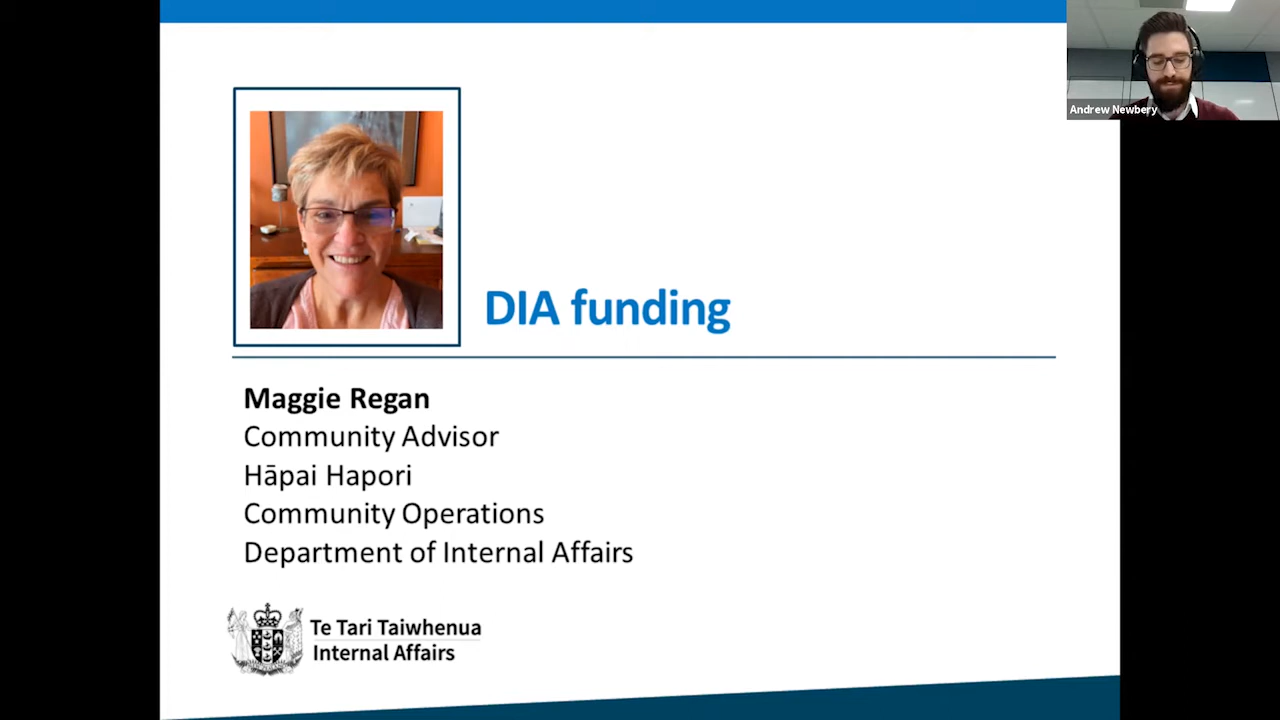 Andrew Newbery
DIA funding
Maggie Regan
Community Advisor
Hāpai Hapori
Community Operations
Department of Internal Affairs
Te Tari Taiwhenua
Internal Affairs